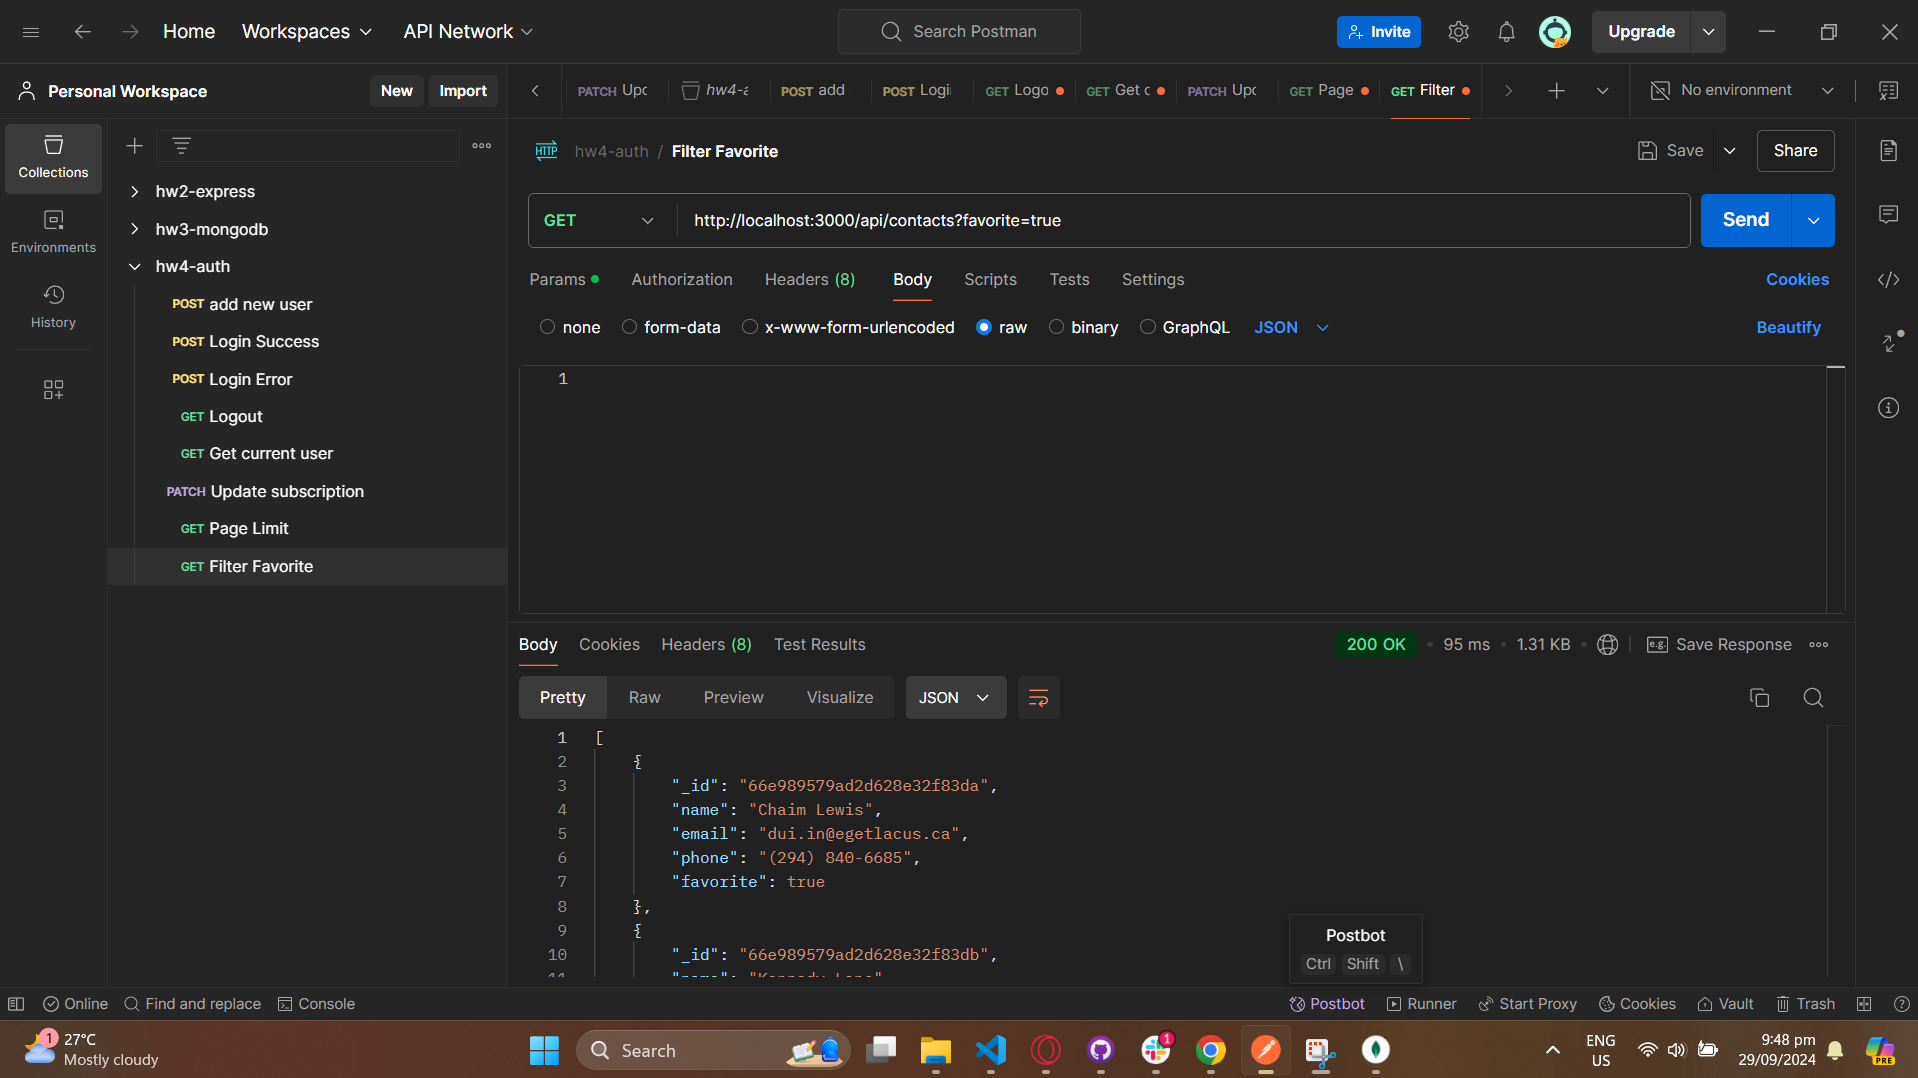 Home Workspaces API Network Search Postman Invite Upgrade
Personal Workspace New Import PATCH Upc hw4-a POST add POST Logi GET Logo GET Get c PATCH Upc GET Page GET Filter No environment
Collections
Environments
History
hw2-express
hw3-mongodb
hw4-auth
POST add new user
POST Login Success
POST Login Error
GET Logout
GET Get current user
PATCH Update subscription
GET Page Limit
GET Filter Favorite
HTTP hw4-auth / Filter Favorite Save Share
GET http://localhost:3000/api/contacts?favorite=true Send
Params Authorization Headers (8) Body Scripts Tests Settings Cookies
none form-data x-www-form-urlencoded raw binary GraphQL JSON Beautify
1
Body Cookies Headers (8) Test Results 200 OK 95 ms 1.31 KB e.g. Save Response
Pretty Raw Preview Visualize JSON
1 [
2 {
3 "_id": "66e989579ad2d628e32f83da",
4 "name": "Chaim Lewis",
5 "email": "dui.in@egetlacus.ca",
6 "phone": "(294) 840-6685",
7 "favorite": true
8 },
9 {
10 "_id": "66e989579ad2d628e32f83db",
11 "name": "Kennedy Lane",
Postbot
Ctrl Shift \
Online Find and replace Console Postbot Runner Start Proxy Cookies Vault Trash
1 27°C
Mostly cloudy
Search
1
ENG
US
9:48 pm
29/09/2024
PRE